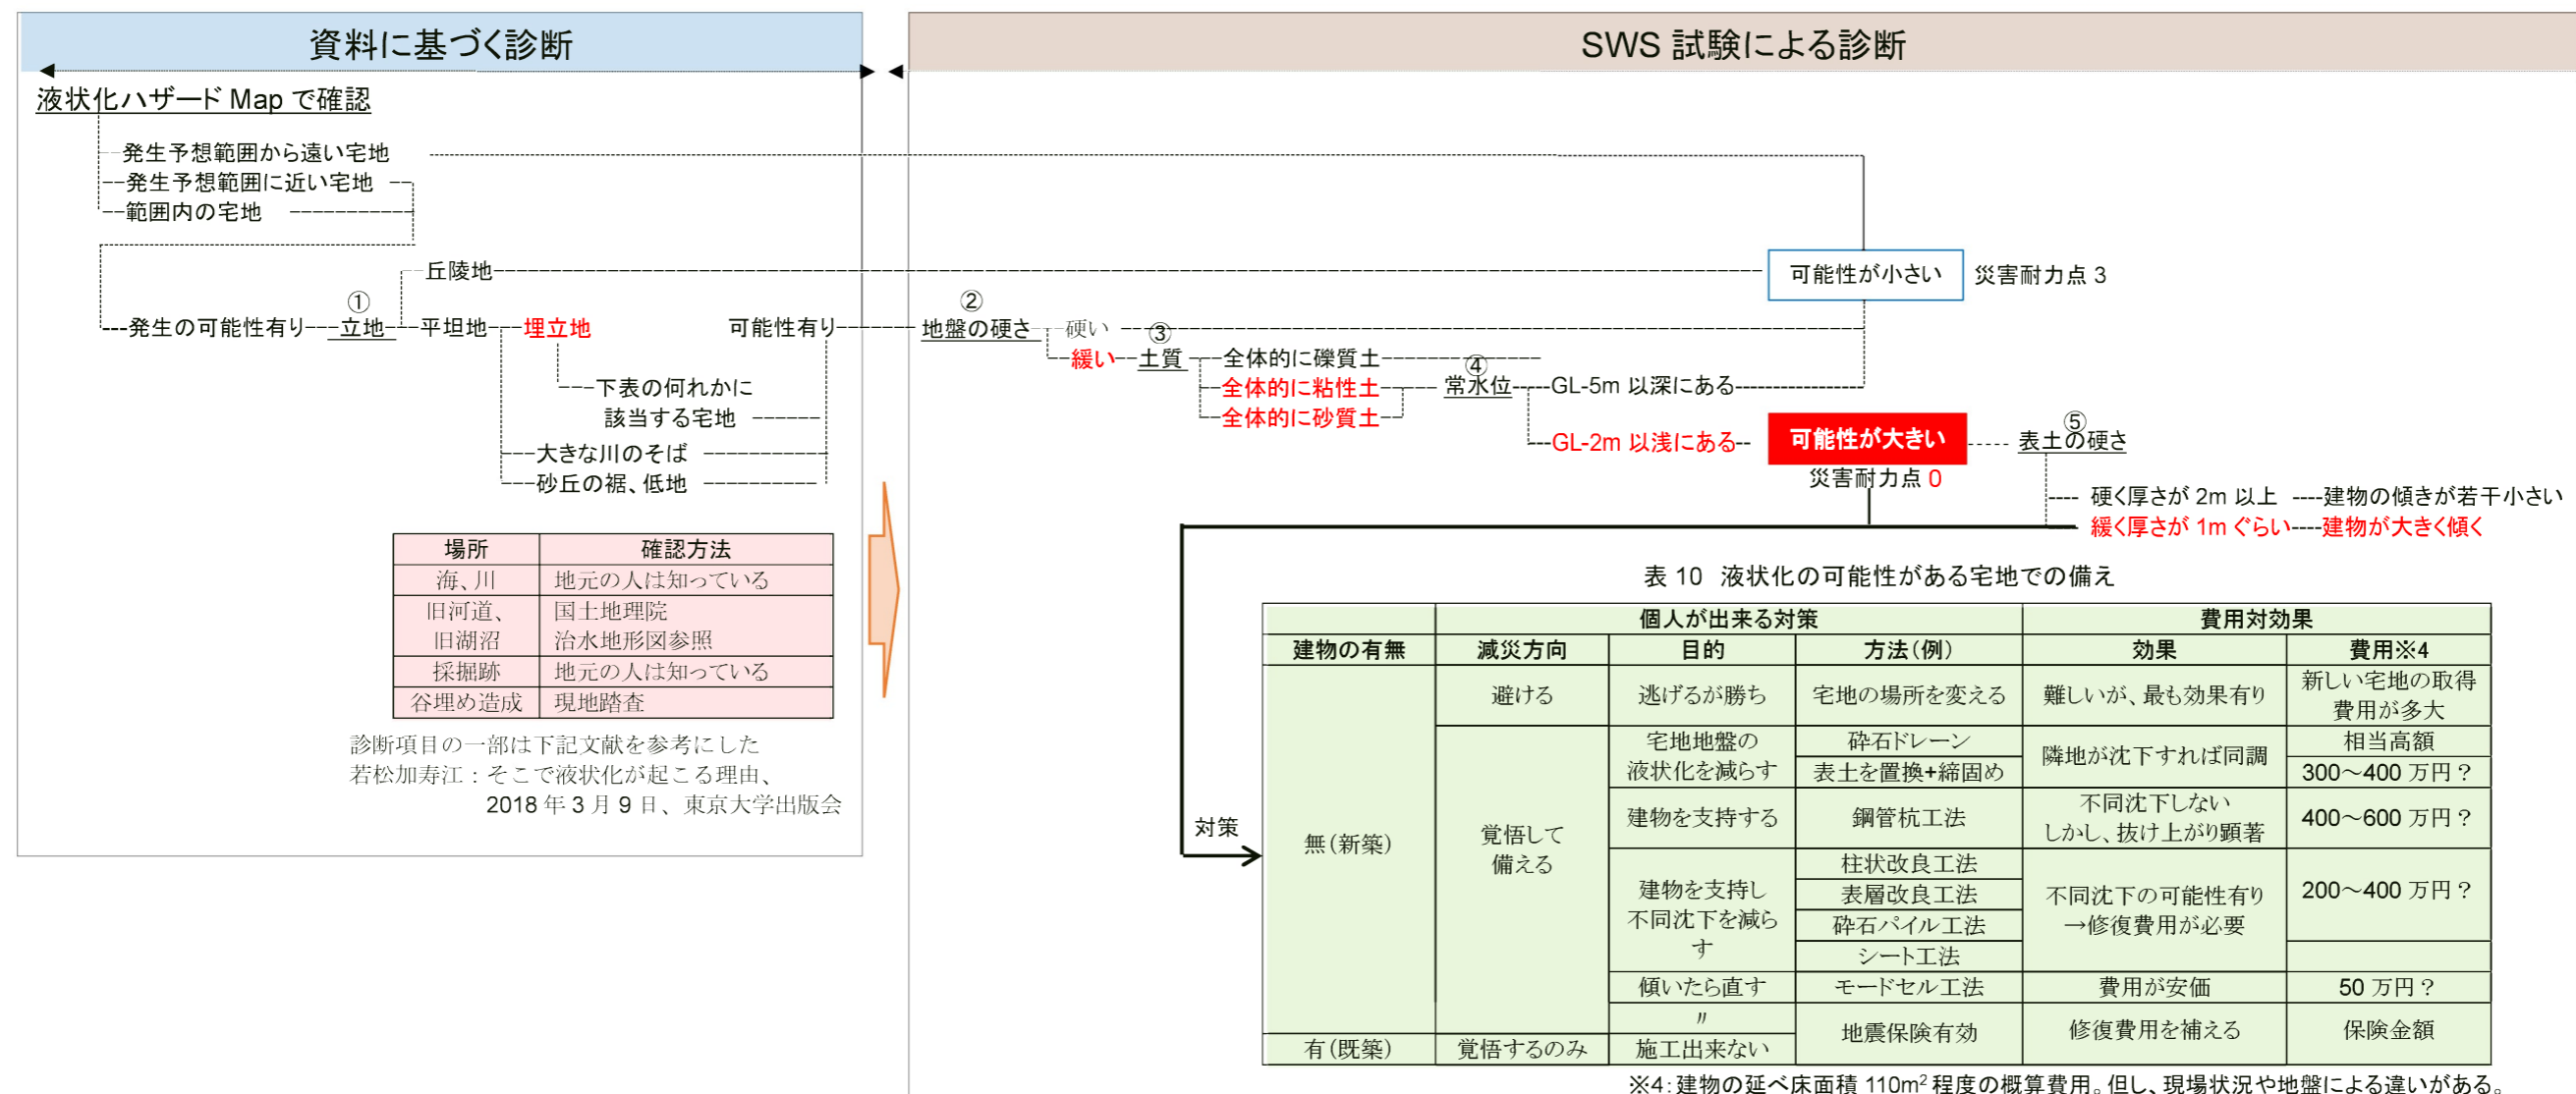 資料に基づく診断
SWS 試験による診断
液状化ハザード Map で確認
発生予想範囲から遠い宅地
発生予想範囲に近い宅地
範囲内の宅地
丘陵地
可能性が小さい
災害耐力点 3
①
②
発生の可能性有り
立地
平坦地
埋立地
可能性有り
地盤の硬さ
硬い
③
緩い
土質
全体的に礫質土
④
下表の何れかに
該当する宅地
全体的に粘性土
常水位
GL-5m 以深にある
全体的に砂質土
⑤
GL-2m 以浅にある
可能性が大きい
表土の硬さ
大きな川のそば
砂丘の裾、低地
災害耐力点 0
硬く厚さが 2m 以上
建物の傾きが若干小さい
緩く厚さが 1m ぐらい
建物が大きく傾く
場所 確認方法
海、川 地元の人は知っている
旧河道、 国土地理院
旧湖沼 治水地形図参照
採掘跡 地元の人は知っている
谷埋め造成 現地踏査
診断項目の一部は下記文献を参考にした
若松加寿江：そこで液状化が起こる理由、
2018 年 3 月 9 日、東京大学出版会
対策
表 10 液状化の可能性がある宅地での備え
個人が出来る対策 費用対効果
建物の有無 減災方向 目的 方法（例） 効果 費用※4
無（新築）
避ける 逃げるが勝ち 宅地の場所を変える 難しいが、最も効果有り
新しい宅地の取得
費用が多大
覚悟して
備える
宅地地盤の
液状化を減らす
砕石ドレーン
表土を置換+締固め
隣地が沈下すれば同調
相当高額
300～400 万円？
建物を支持する 鋼管杭工法
不同沈下しない
しかし、抜け上がり顕著
400～600 万円？
建物を支持し
不同沈下を減ら
す
柱状改良工法
表層改良工法
砕石パイル工法
シート工法
不同沈下の可能性有り
→修復費用が必要
200～400 万円？
傾いたら直す モードセル工法 費用が安価 50 万円？
〃
地震保険有効 修復費用を補える 保険金額
有（既築） 覚悟するのみ 施工出来ない
※4：建物の延べ床面積 110m² 程度の概算費用。但し、現場状況や地盤による違いがある。